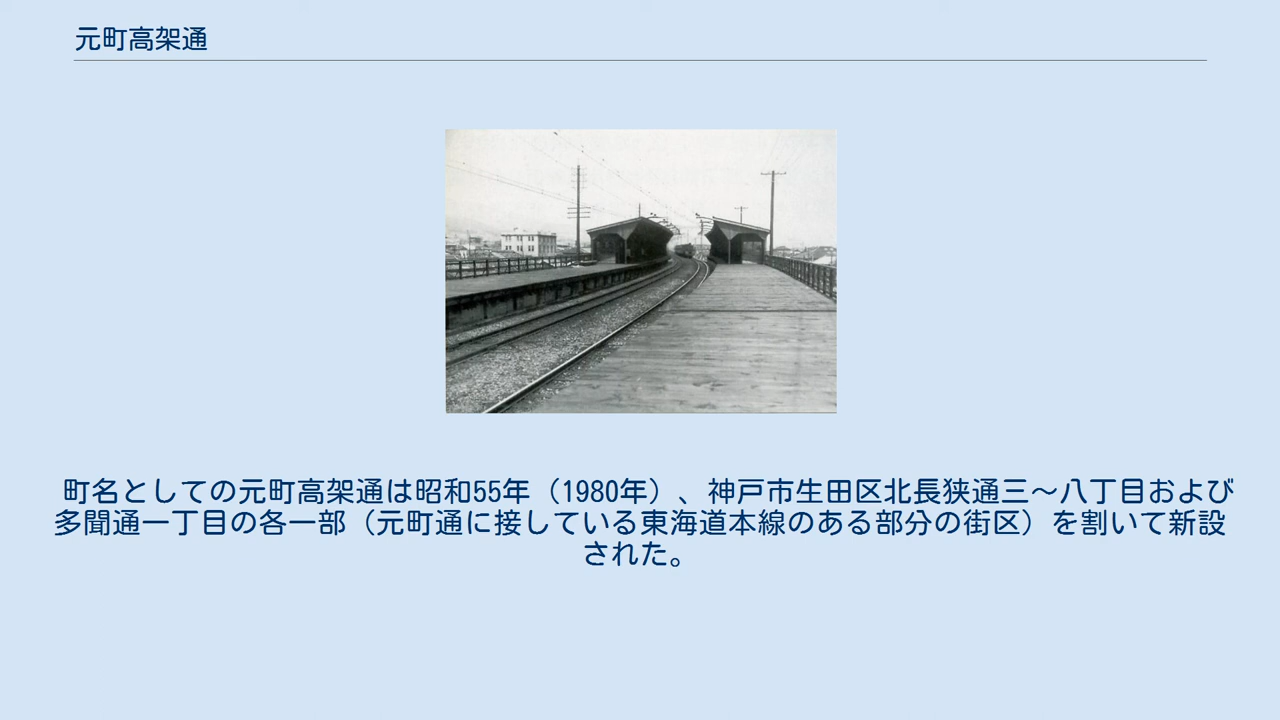 元町高架通
町名としての元町高架通は昭和55年（1980年）、神戸市生田区北長狭通三～八丁目および
多聞通一丁目の各一部（元町通に接している東海道本線のある部分の街区）を割いて新設
された。